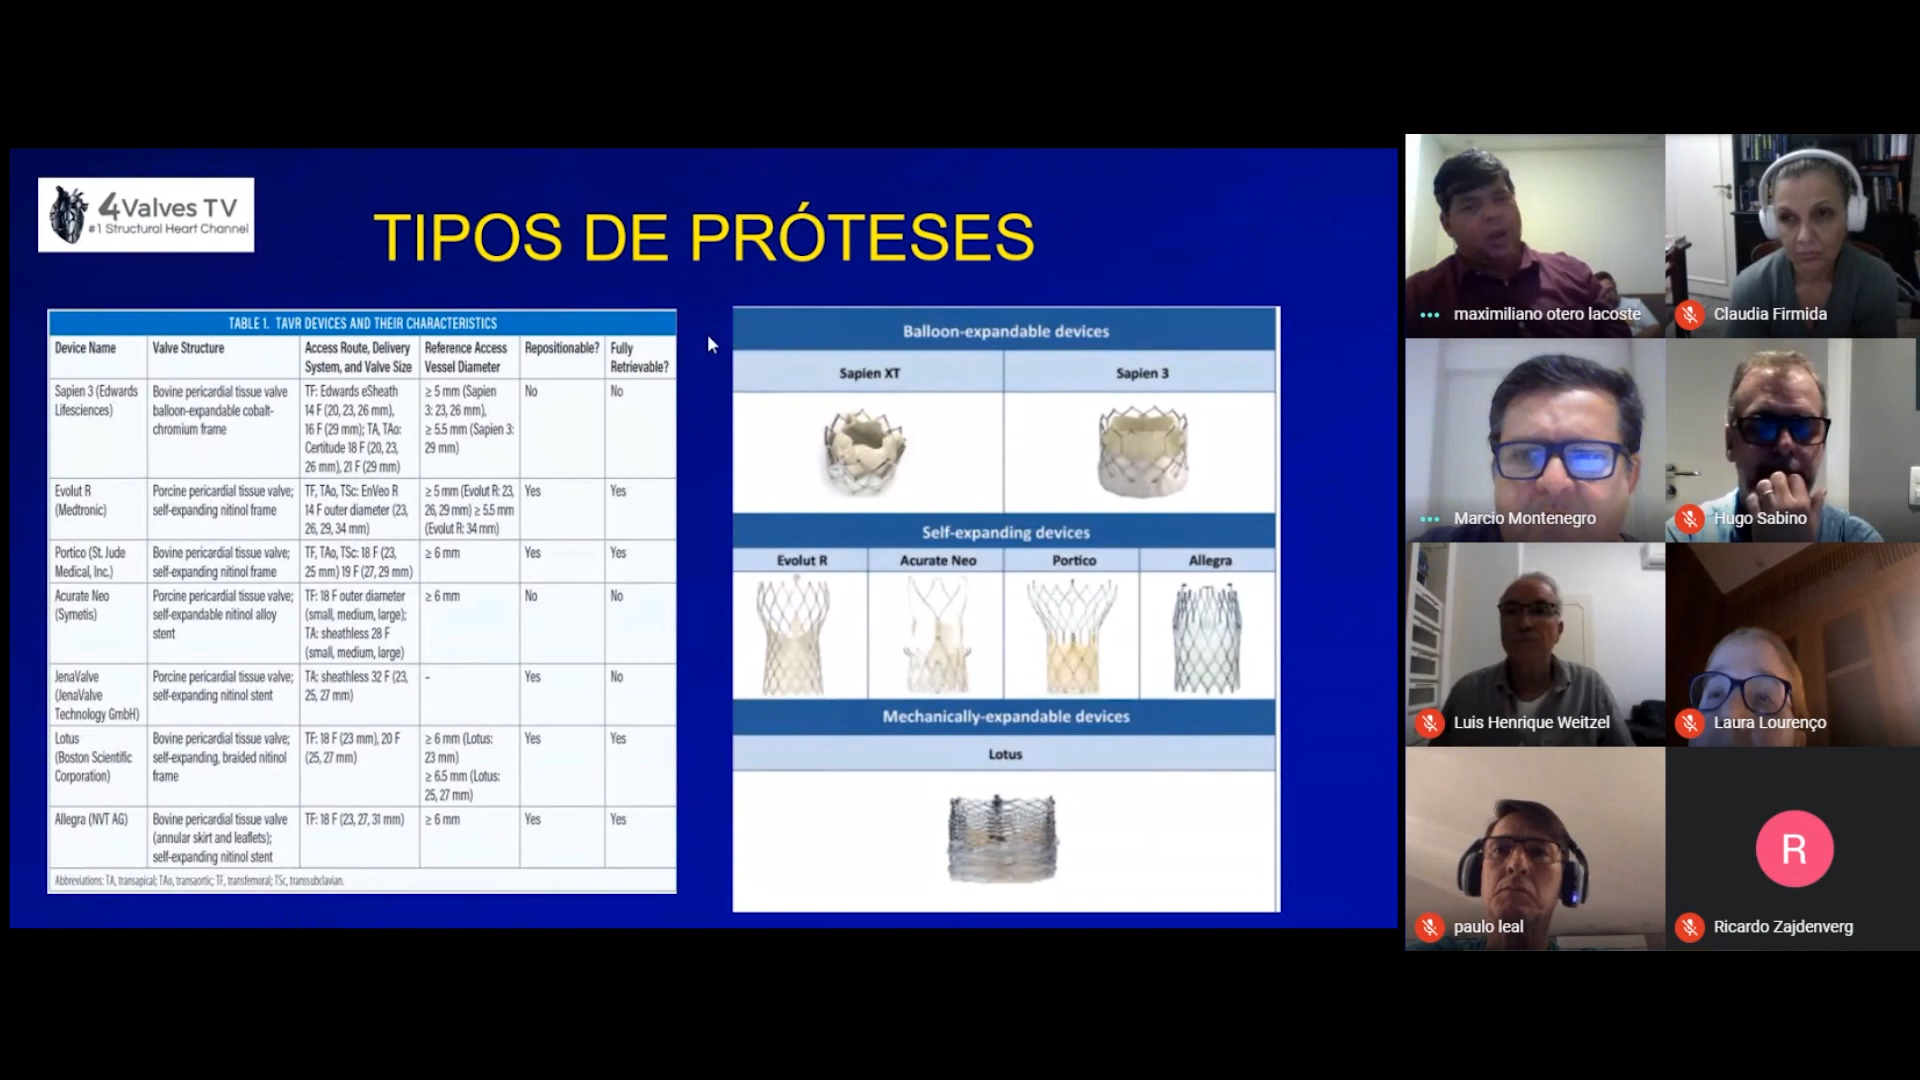 4Valves TV
#1 Structural Heart Channel
TIPOS DE PRÓTESES
TABLE 1. TAVR DEVICES AND THEIR CHARACTERISTICS
Device Name
Valve Structure
Access Route, Delivery
System, and Valve Size
Reference Access
Vessel Diameter
Repositionable?
Fully
Retrievable?
Sapien 3 (Edwards
Lifesciences)
Bovine pericardial tissue valve
balloon-expandable cobalt-
chromium frame
TF: Edwards eSheath
14 F (20, 23, 26 mm),
16 F (29 mm); TA, TAo:
Certitude 18 F (20, 23,
26 mm), 21 F (29 mm)
≥ 5 mm (Sapien
3: 23, 26 mm),
≥ 5.5 mm (Sapien 3:
29 mm)
No
No
Evolut R
(Medtronic)
Porcine pericardial tissue valve;
self-expanding nitinol frame
TF, TAo, TSc: EnVeo R
14 F outer diameter (23,
26, 29, 34 mm)
≥ 5 mm (Evolut R: 23,
26, 29 mm) ≥ 5.5 mm
(Evolut R: 34 mm)
Yes
Yes
Portico (St. Jude
Medical, Inc.)
Bovine pericardial tissue valve;
self-expanding nitinol frame
TF, TAo, TSc: 18 F (23,
25 mm) 19 F (27, 29 mm)
≥ 6 mm
Yes
Yes
Acurate Neo
(Symetis)
Porcine pericardial tissue valve;
self-expandable nitinol alloy
stent
TF: 18 F outer diameter
(small, medium, large);
TA: sheathless 28 F
(small, medium, large)
≥ 6 mm
No
No
JenaValve
(JenaValve
Technology GmbH)
Porcine pericardial tissue valve;
self-expanding nitinol stent
TA: sheathless 32 F (23,
25, 27 mm)
-
Yes
No
Lotus
(Boston Scientific
Corporation)
Bovine pericardial tissue valve;
self-expanding, braided nitinol
frame
TF: 18 F (23 mm), 20 F
(25, 27 mm)
≥ 6 mm (Lotus:
23 mm)
≥ 6.5 mm (Lotus:
25, 27 mm)
Yes
Yes
Allegra (NVT AG)
Bovine pericardial tissue valve
(annular skirt and leaflets);
self-expanding nitinol stent
TF: 18 F (23, 27, 31 mm)
≥ 6 mm
Yes
Yes
Abbreviations: TA, transapical; TAo, transaortic; TF, transfemoral; TSc, transsubclavian.
Balloon-expandable devices
Sapien XT
Sapien 3
Self-expanding devices
Evolut R
Acurate Neo
Portico
Allegra
Mechanically-expandable devices
Lotus
maximiliano otero lacoste
Claudia Firmida
Marcio Montenegro
Hugo Sabino
Luis Henrique Weitzel
Laura Lourenço
paulo leal
R
Ricardo Zajdenverg